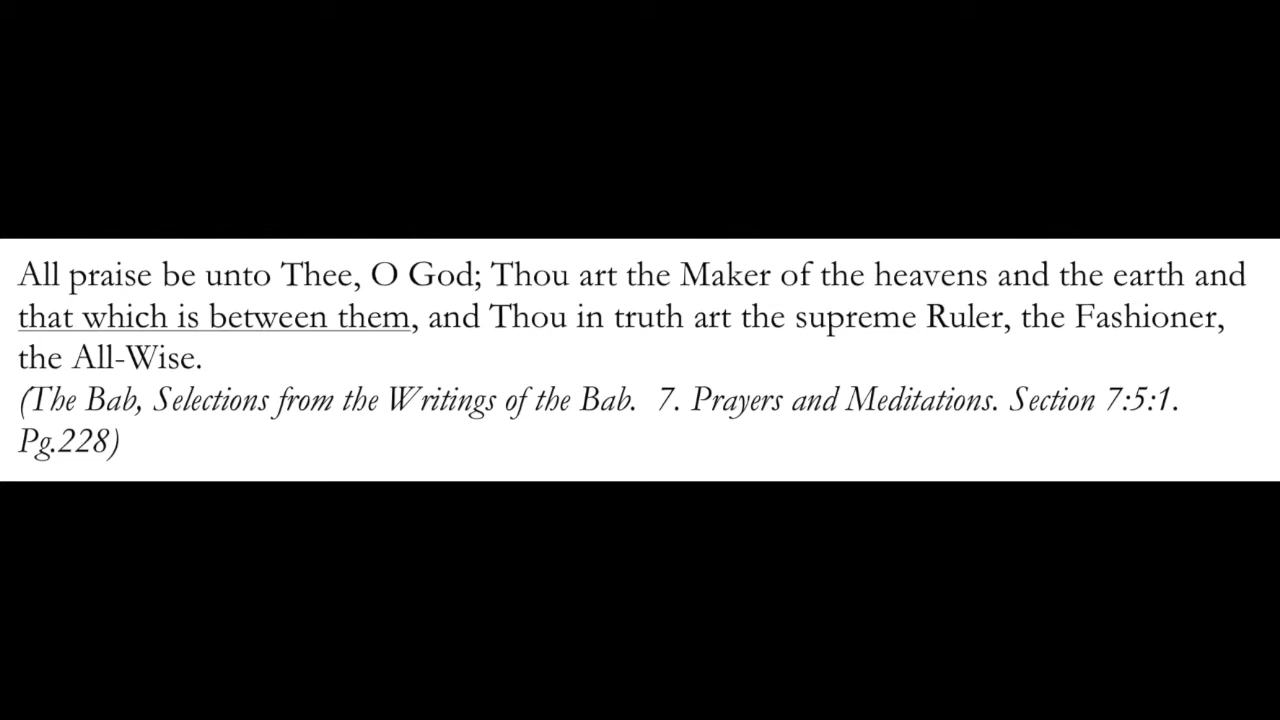 All praise be unto Thee, O God; Thou art the Maker of the heavens and the earth and
that which is between them, and Thou in truth art the supreme Ruler, the Fashioner,
the All-Wise.
(The Bab, Selections from the Writings of the Bab.  7. Prayers and Meditations. Section 7:5:1.
Pg.228)